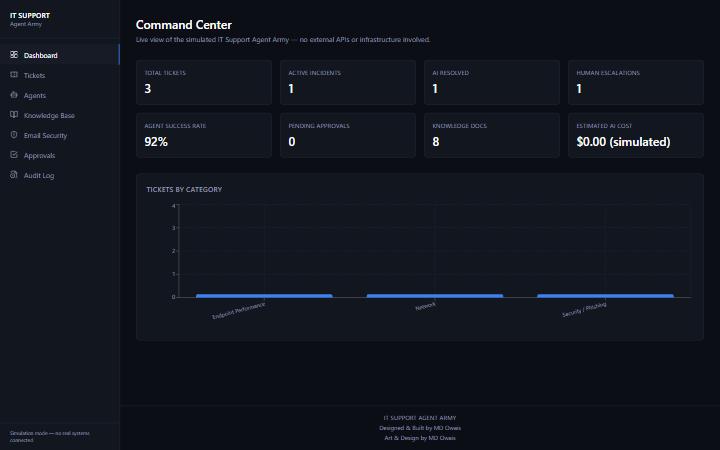 IT SUPPORT
Agent Army
Dashboard
Tickets
Agents
Knowledge Base
Email Security
Approvals
Audit Log
Simulation mode — no real systems
connected
Command Center
Live view of the simulated IT Support Agent Army — no external APIs or infrastructure involved.
TOTAL TICKETS
3
ACTIVE INCIDENTS
1
AI RESOLVED
1
HUMAN ESCALATIONS
1
AGENT SUCCESS RATE
92%
PENDING APPROVALS
0
KNOWLEDGE DOCS
8
ESTIMATED AI COST
$0.00 (simulated)
TICKETS BY CATEGORY
4
3
2
1
0
Endpoint Performance
Network
Security / Phishing
IT SUPPORT AGENT ARMY
Designed & Built by MD Owais
Art & Design by MD Owais